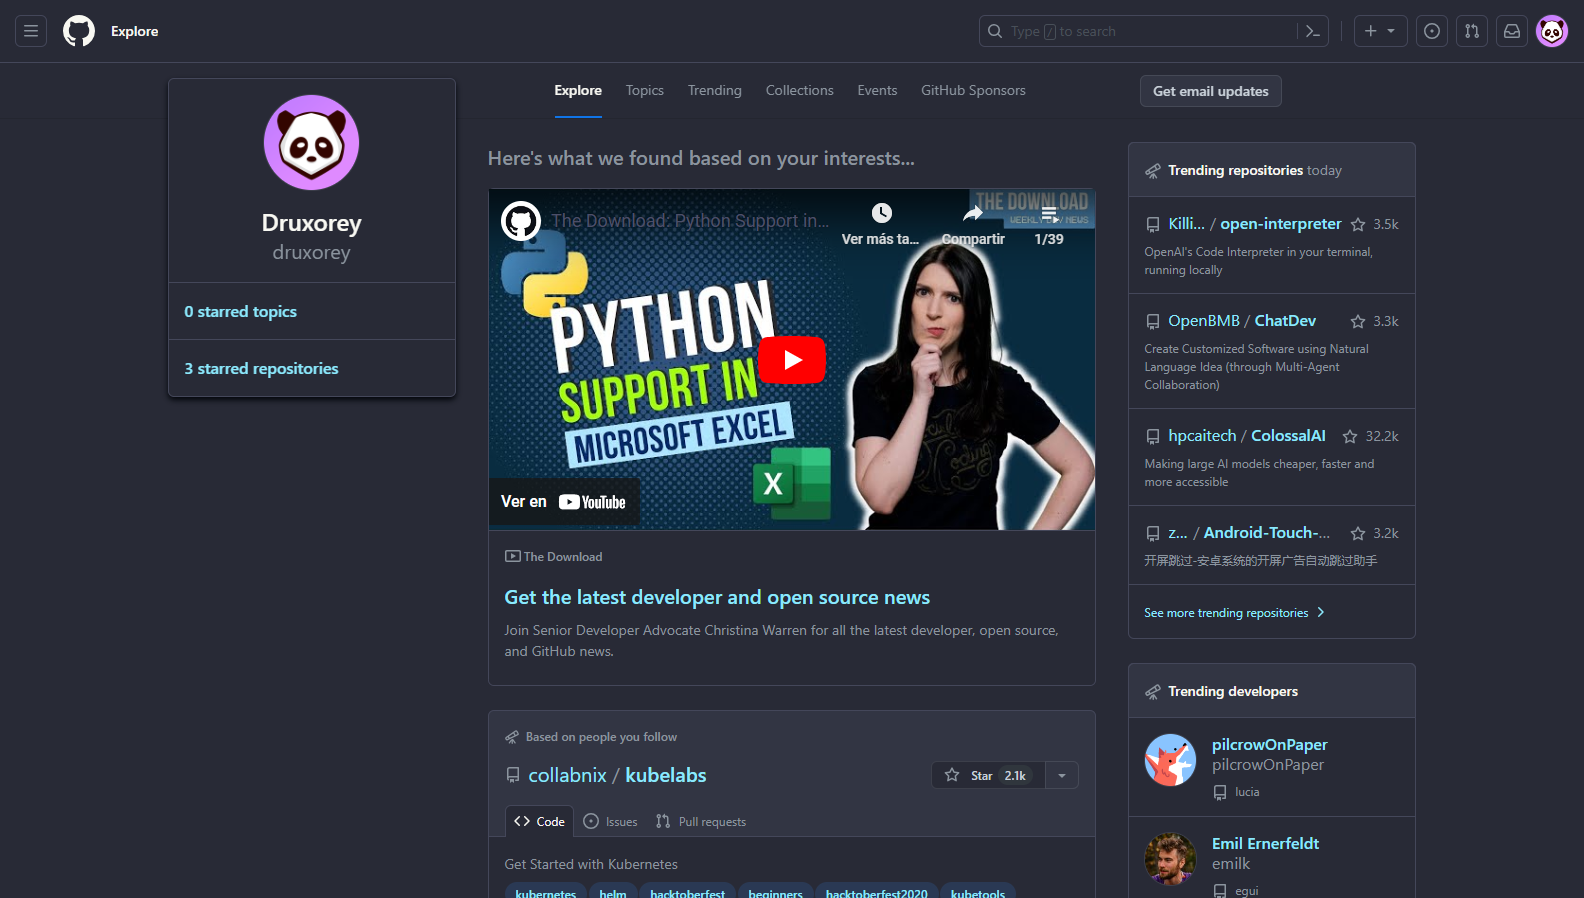 Explore
Type / to search
Explore
Topics
Trending
Collections
Events
GitHub Sponsors
Get email updates
Druxorey
druxorey
0 starred topics
3 starred repositories
Here's what we found based on your interests...
The Download: Python Support in...
Ver más ta...
Compartir
1/39
THE DOWNLOAD
WEEKLY DEV NEWS
PYTHON
SUPPORT IN
MICROSOFT EXCEL
X
Ver en YouTube
The Download
Get the latest developer and open source news
Join Senior Developer Advocate Christina Warren for all the latest developer, open source,
and GitHub news.
Based on people you follow
collabnix / kubelabs
Star 2.1k
Code
Issues
Pull requests
Get Started with Kubernetes
kubernetes
helm
hacktoberfest
beginners
hacktoberfest2020
kubetools
Trending repositories today
Killi... / open-interpreter 3.5k
OpenAI's Code Interpreter in your terminal,
running locally
OpenBMB / ChatDev 3.3k
Create Customized Software using Natural
Language Idea (through Multi-Agent
Collaboration)
hpcaitech / ColossalAI 32.2k
Making large AI models cheaper, faster and
more accessible
z... / Android-Touch-... 3.2k
开屏跳过-安卓系统的开屏广告自动跳过助手
See more trending repositories
Trending developers
pilcrowOnPaper
pilcrowOnPaper
lucia
Emil Ernerfeldt
emilk
egui